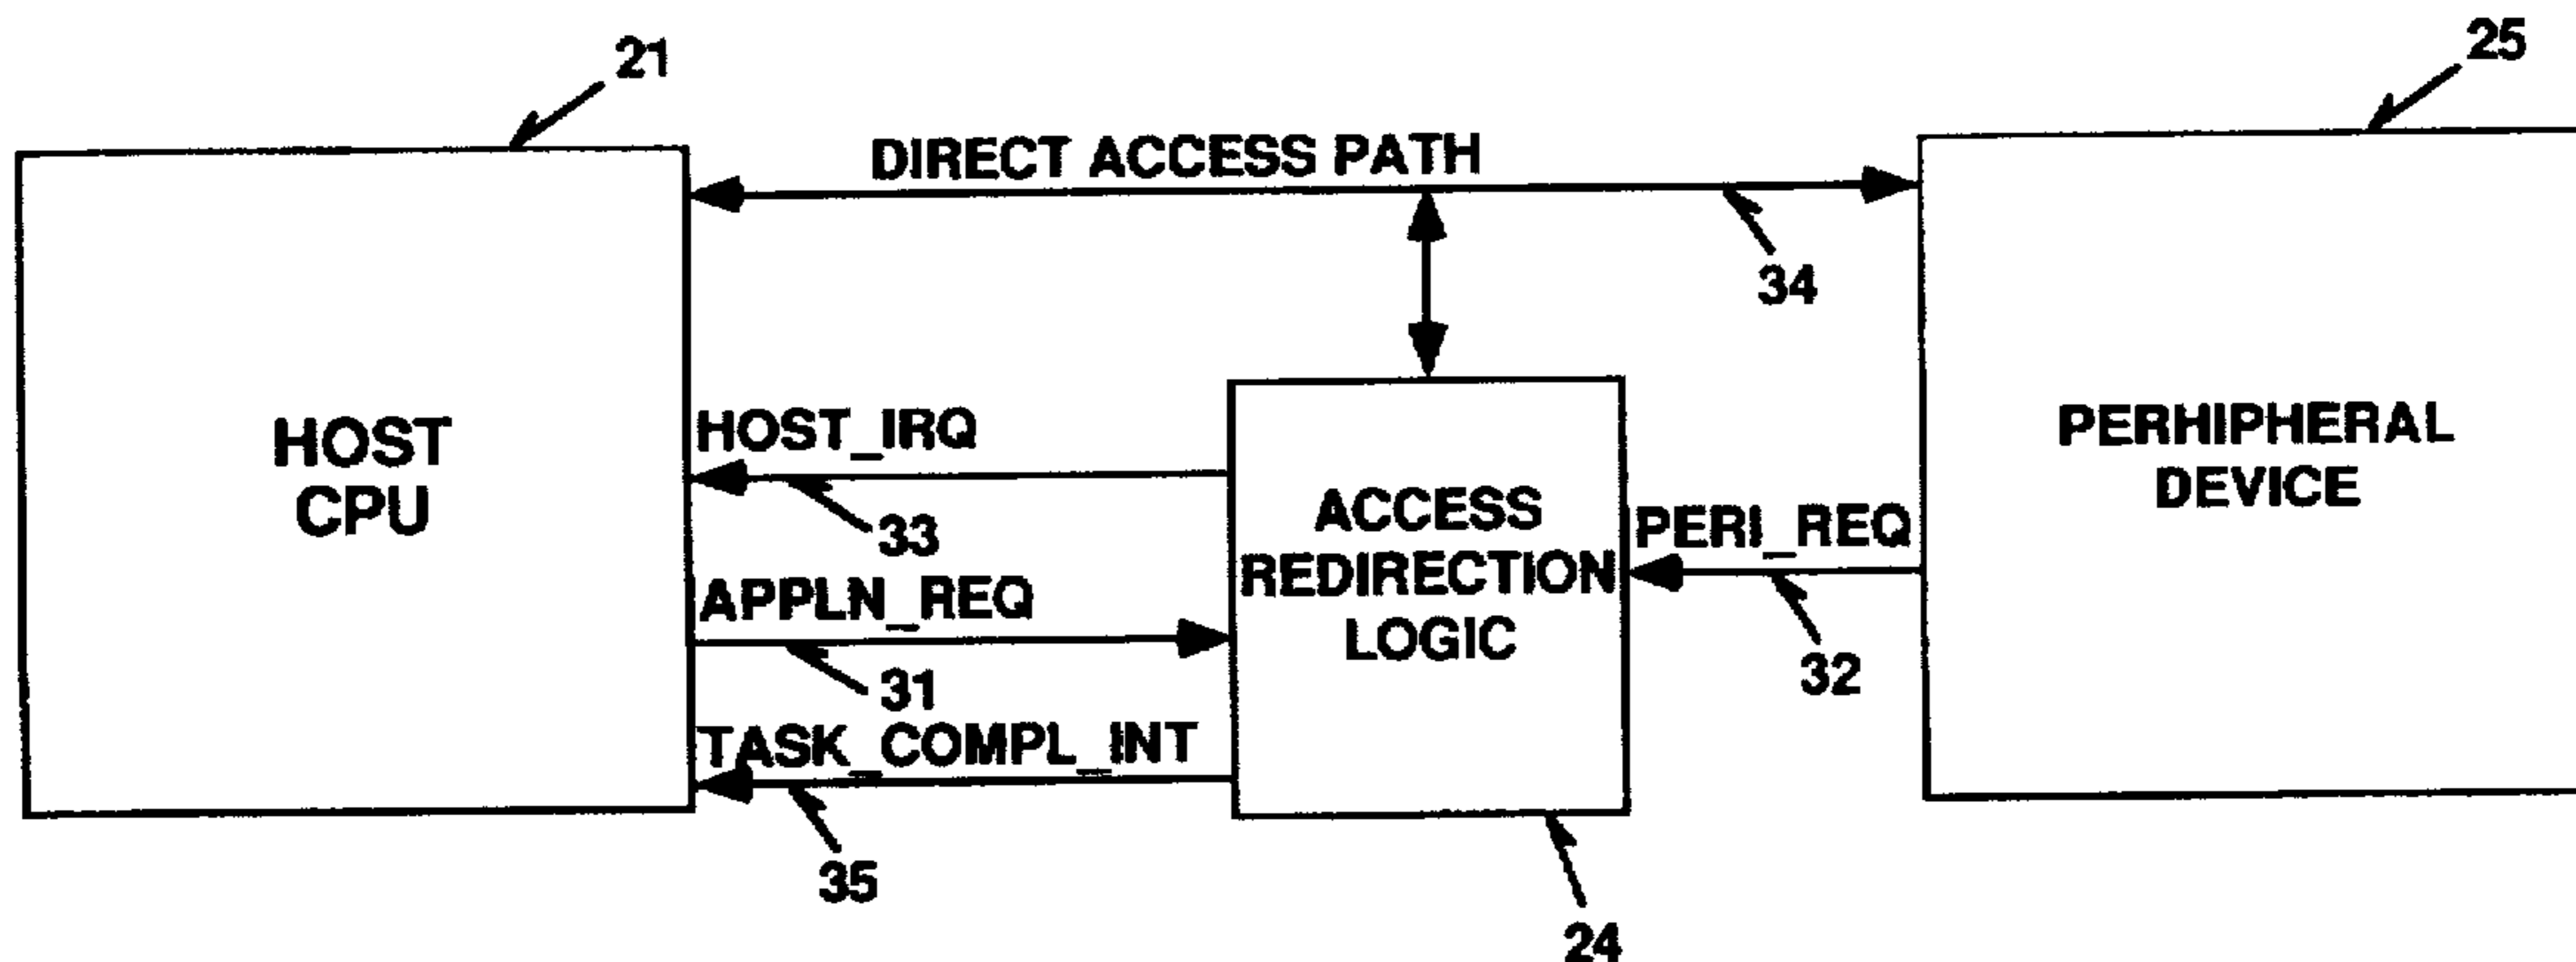 21
25
DIRECT ACCESS PATH
34
HOST
CPU
HOST_IRQ
33
APPLN_REQ
31
TASK_COMPL_INT
35
ACCESS
REDIRECTION
LOGIC
24
PERI_REQ
32
PERHIPHERAL
DEVICE